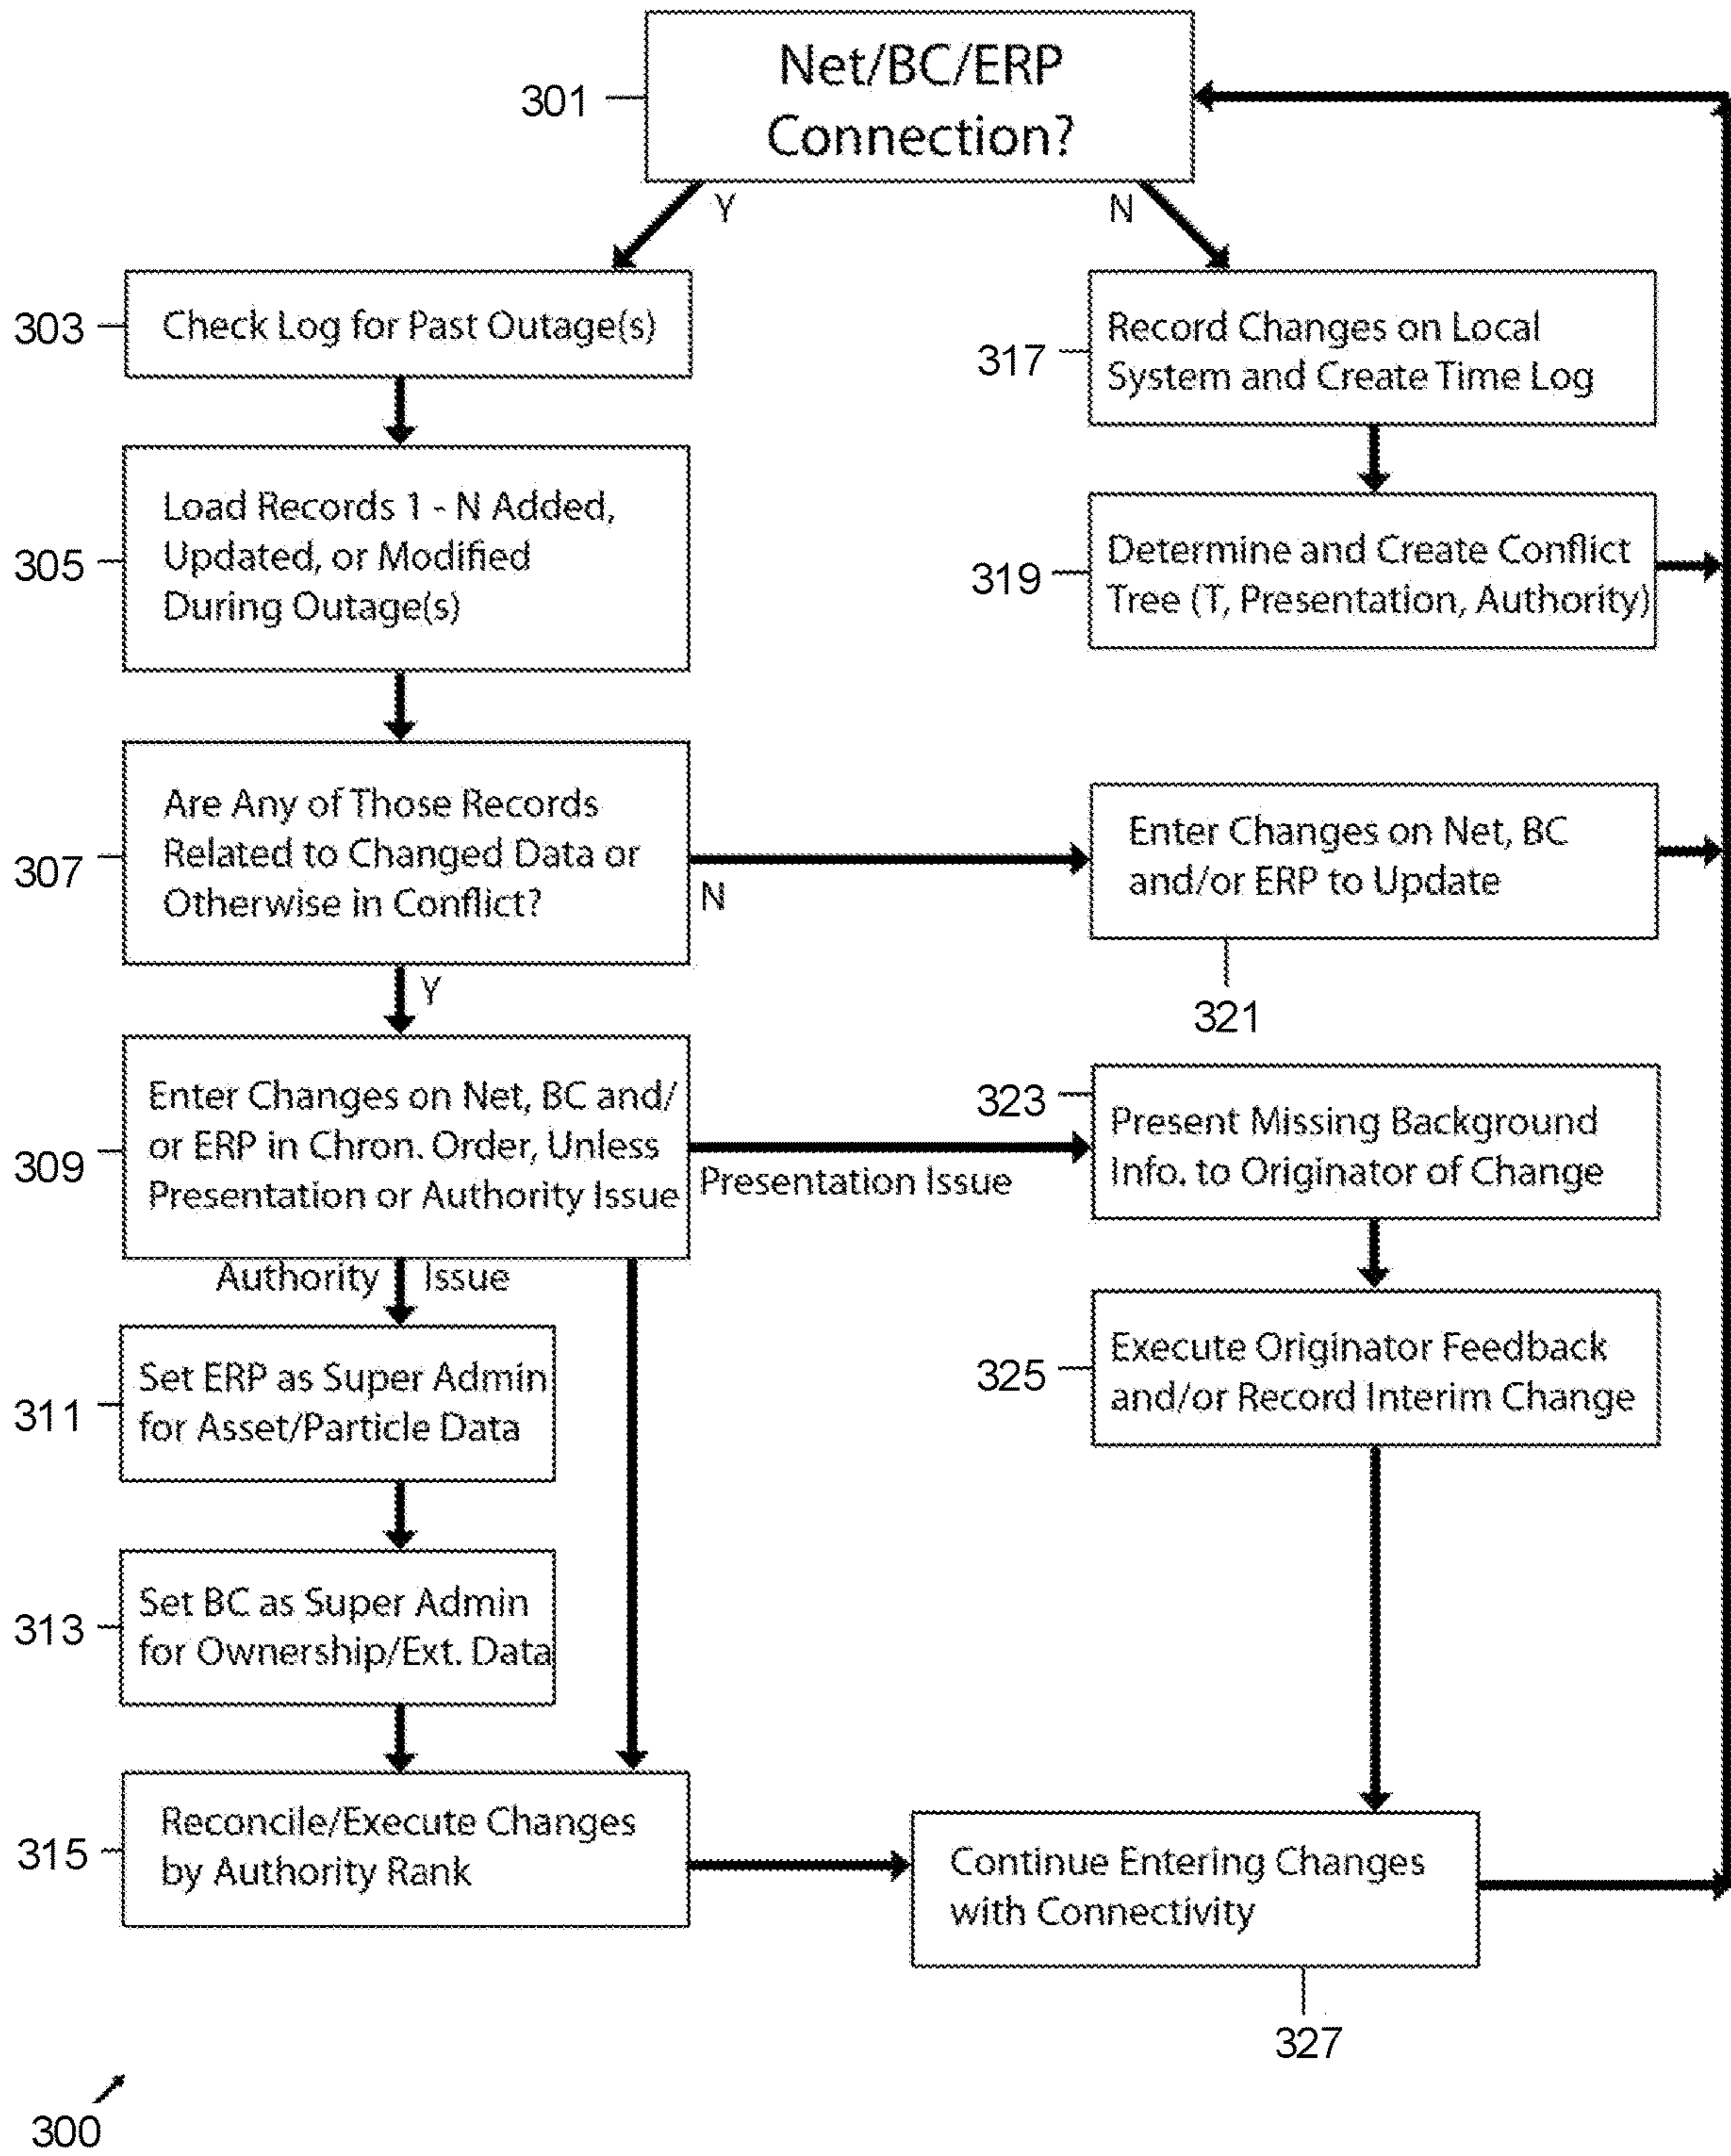 Net/BC/ERP
Connection?
301
Y
N
303
Check Log for Past Outage(s)
317
Record Changes on Local
System and Create Time Log
305
Load Records 1 - N Added,
Updated, or Modified
During Outage(s)
319
Determine and Create Conflict
Tree (T, Presentation, Authority)
307
Are Any of Those Records
Related to Changed Data or
Otherwise in Conflict?
N
Enter Changes on Net, BC
and/or ERP to Update
321
Y
309
Enter Changes on Net, BC and/
or ERP in Chron. Order, Unless
Presentation or Authority Issue
Presentation Issue
323
Present Missing Background
Info. to Originator of Change
Authority Issue
311
Set ERP as Super Admin
for Asset/Particle Data
325
Execute Originator Feedback
and/or Record Interim Change
313
Set BC as Super Admin
for Ownership/Ext. Data
315
Reconcile/Execute Changes
by Authority Rank
Continue Entering Changes
with Connectivity
327
300